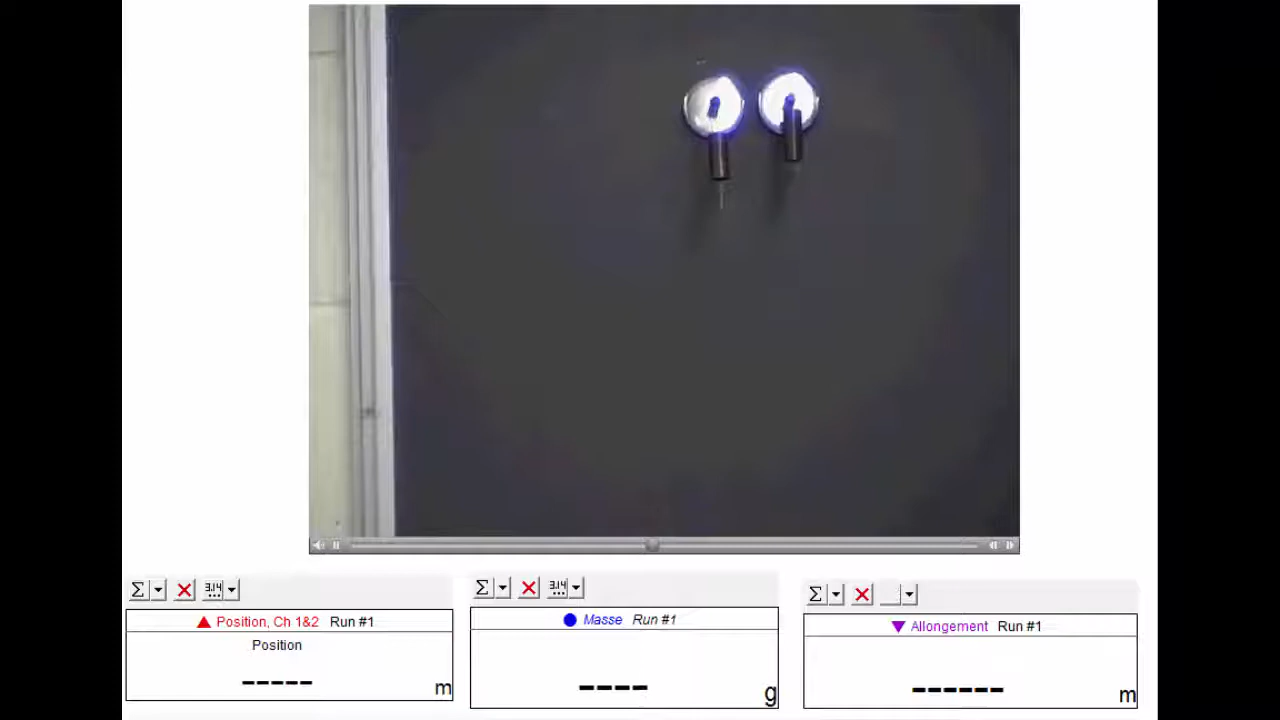 Position, Ch 1&2 Run #1
Position
----- m
Masse Run #1
---- g
Allongement Run #1
------ m